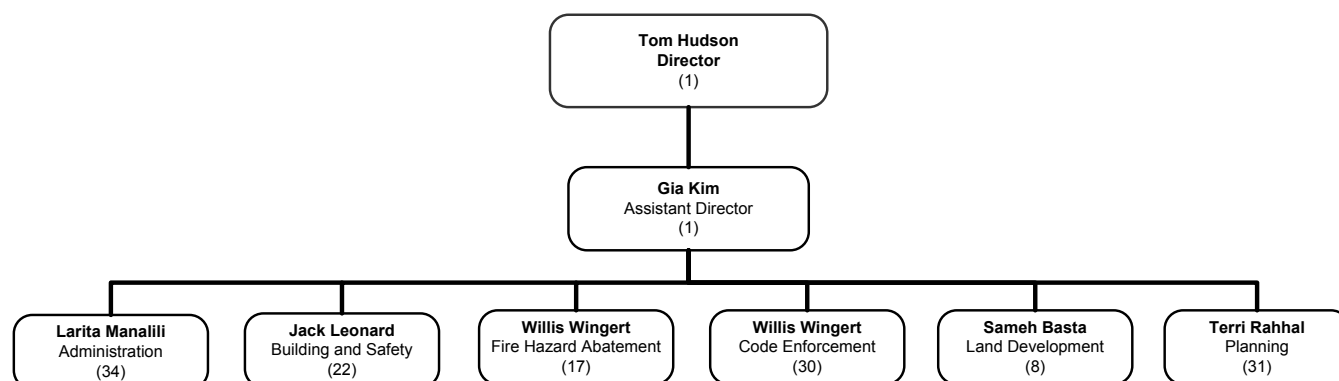 Tom Hudson
Director
(1)
Gia Kim
Assistant Director
(1)
Larita Manalili
Administration
(34)
Jack Leonard
Building and Safety
(22)
Willis Wingert
Fire Hazard Abatement
(17)
Willis Wingert
Code Enforcement
(30)
Sameh Basta
Land Development
(8)
Terri Rahhal
Planning
(31)